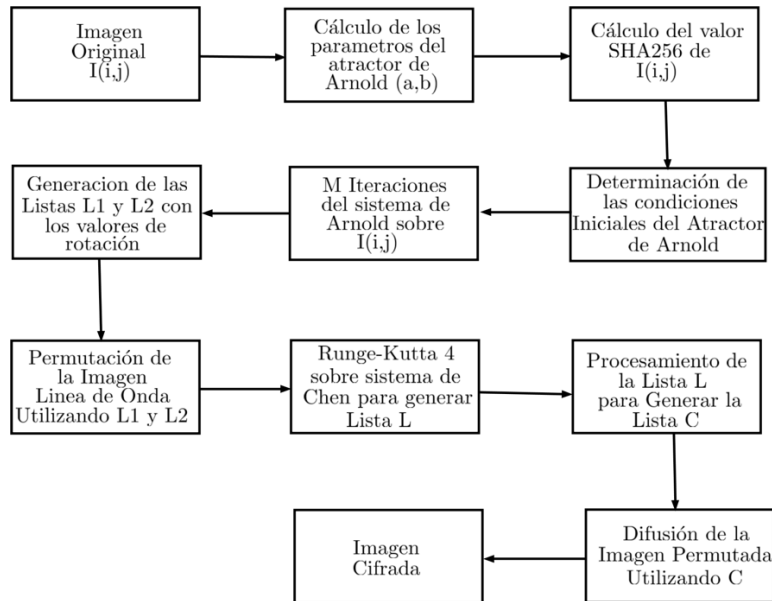 Imagen
Original
I(i,j)
Cálculo de los
parametros del
atractor de
Arnold (a,b)
Cálculo del valor
SHA256 de
I(i,j)
Determinación de
las condiciones
Iniciales del Atractor
de Arnold
M Iteraciones
del sistema de
Arnold sobre
I(i,j)
Generacion de las
Listas L1 y L2 con
los valores de
rotación
Permutación de
la Imagen
Linea de Onda
Utilizando L1 y L2
Runge-Kutta 4
sobre sistema de
Chen para generar
Lista L
Procesamiento de
la Lista L
para Generar la
Lista C
Difusión de la
Imagen Permutada
Utilizando C
Imagen
Cifrada